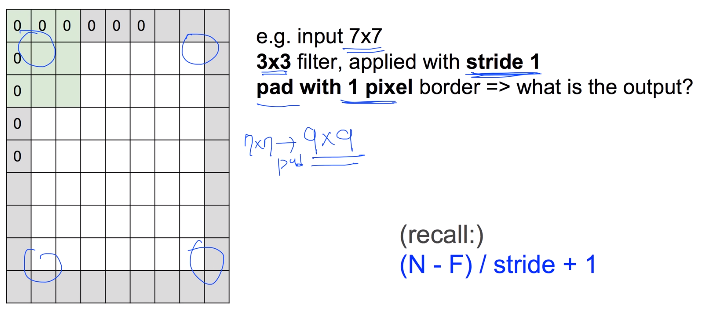 0 0 0 0 0 0
0
0
0
0
e.g. input 7x7
3x3 filter, applied with stride 1
pad with 1 pixel border => what is the output?
7x7 → 9x9
pad
(recall:)
(N - F) / stride + 1